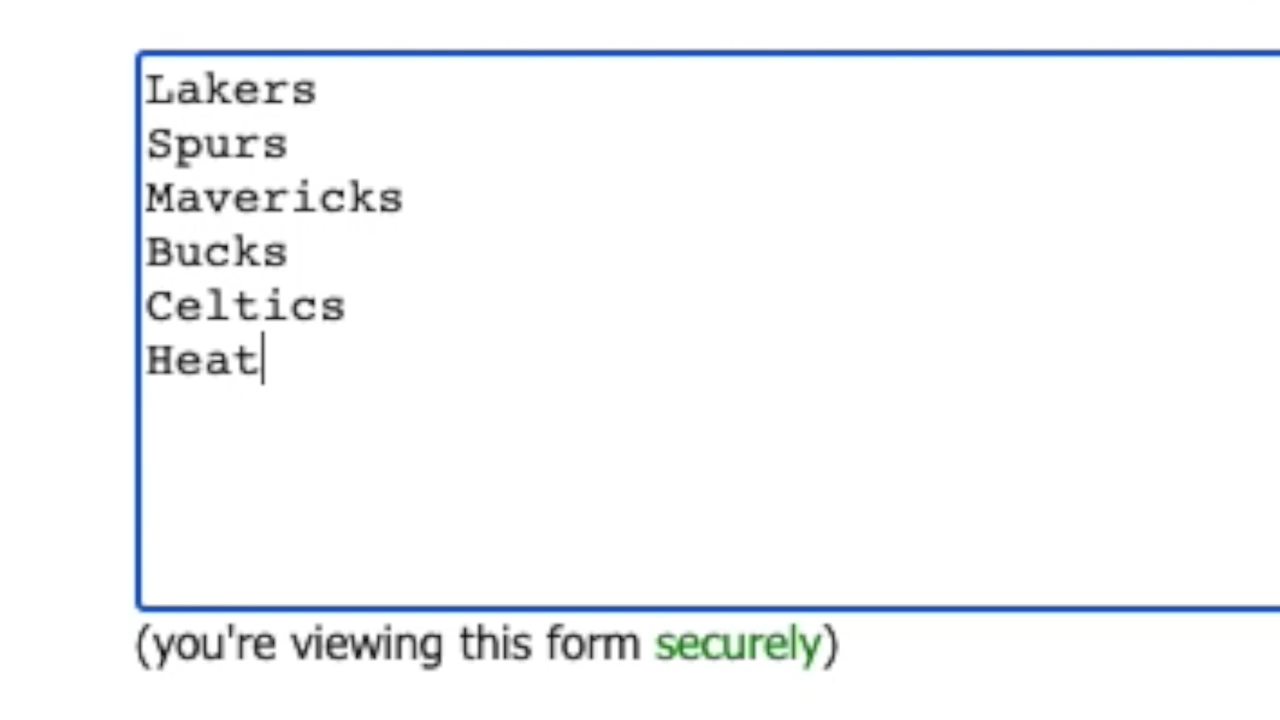 Lakers
Spurs
Mavericks
Bucks
Celtics
Heat
(you're viewing this form securely)